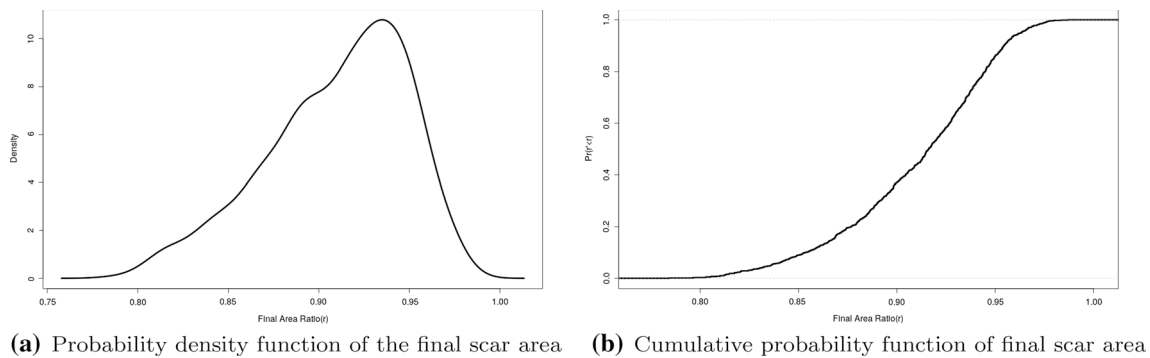 Density
0
2
4
6
8
10
0.75 0.80 0.85 0.90 0.95 1.00
Final Area Ratio(r)
(a) Probability density function of the final scar area
Pr(r'<r)
0.0
0.2
0.4
0.6
0.8
1.0
0.80 0.85 0.90 0.95 1.00
Final Area Ratio(r)
(b) Cumulative probability function of final scar area